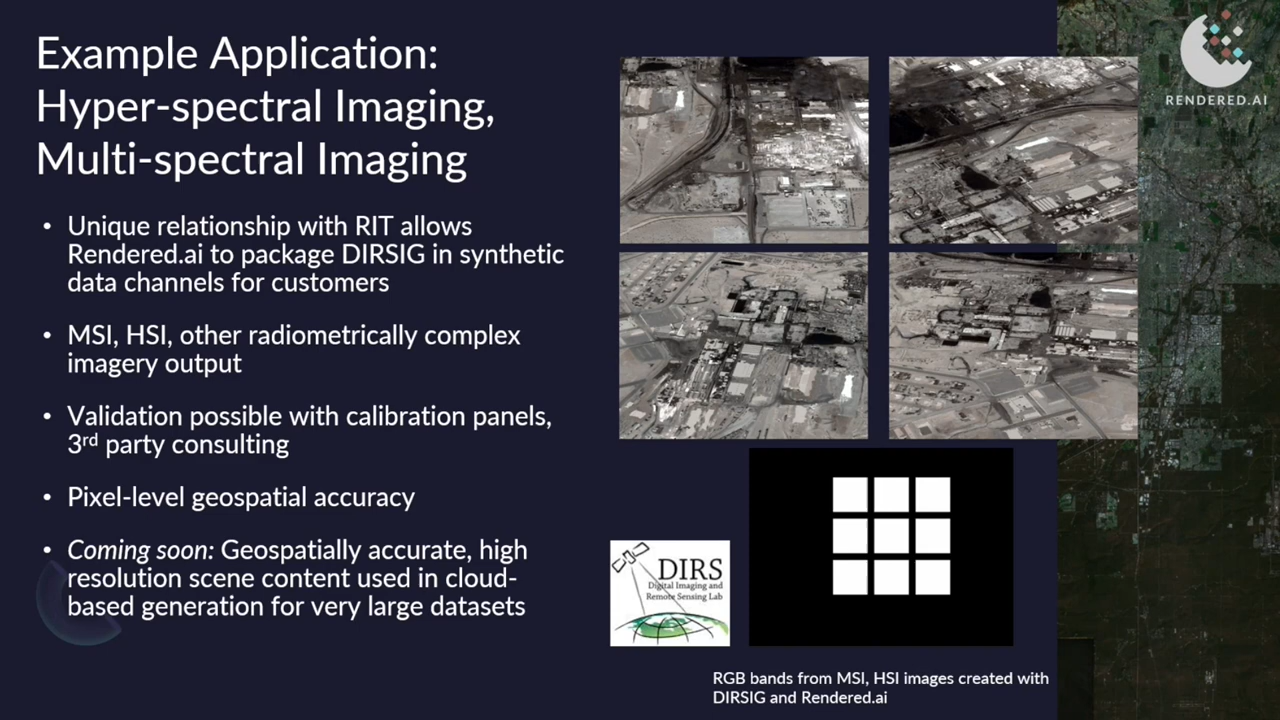 Example Application:
Hyper-spectral Imaging,
Multi-spectral Imaging
• Unique relationship with RIT allows
Rendered.ai to package DIRSIG in synthetic
data channels for customers
• MSI, HSI, other radiometrically complex
imagery output
• Validation possible with calibration panels,
3rd party consulting
• Pixel-level geospatial accuracy
• Coming soon: Geospatially accurate, high
resolution scene content used in cloud-
based generation for very large datasets
RENDERED.AI
DIRS
Digital Imaging and
Remote Sensing Lab
RGB bands from MSI, HSI images created with
DIRSIG and Rendered.ai